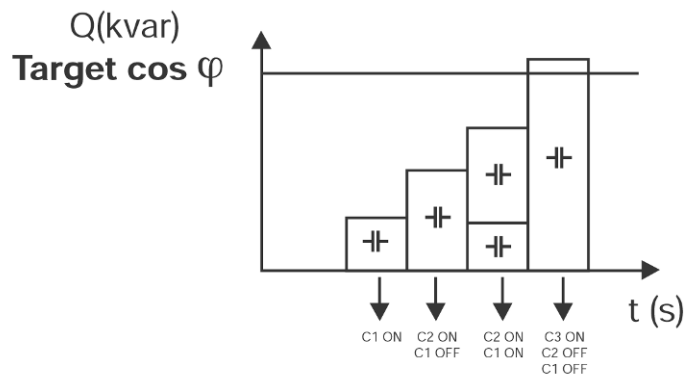 Q(kvar)
Target cos φ
t (s)
C1 ON
C2 ON
C1 OFF
C2 ON
C1 ON
C3 ON
C2 OFF
C1 OFF